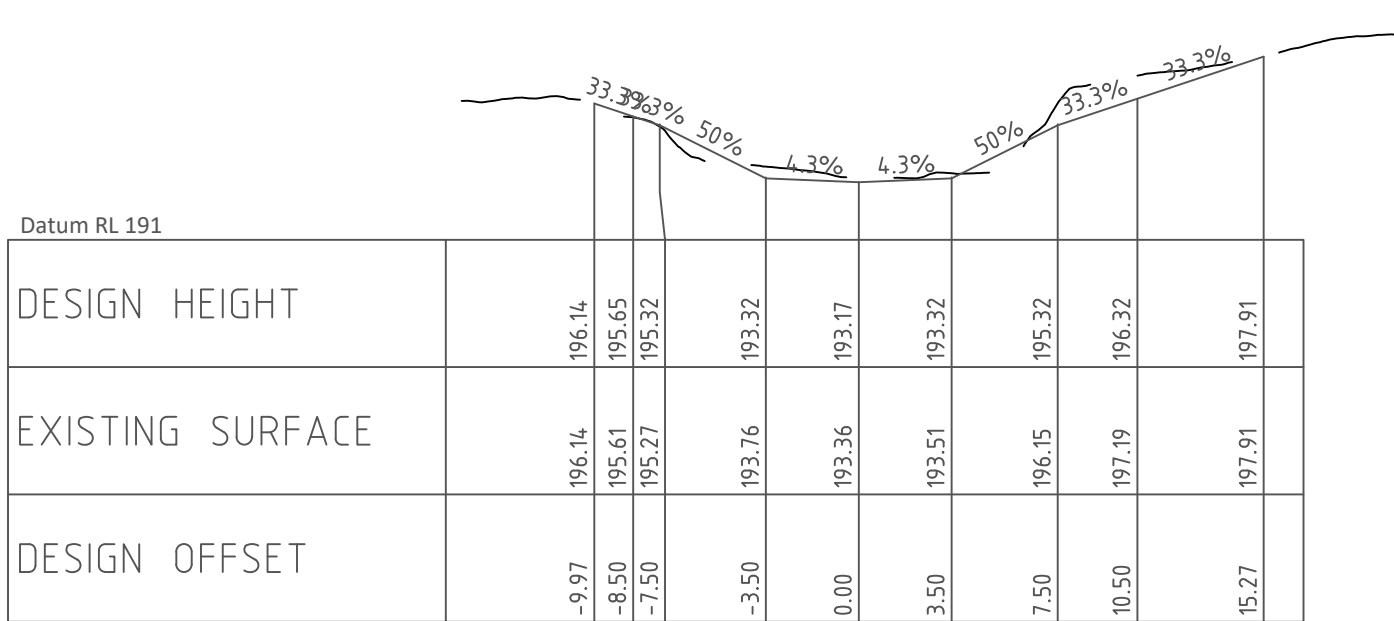 33.3%
33.3%
33.3%
33.3%
50%
50%
4.3%
4.3%
Datum RL 191
DESIGN HEIGHT 196.14 195.65 195.32 193.32 193.17 193.32 195.32 196.32 197.91
EXISTING SURFACE 196.14 195.61 195.27 193.76 193.36 193.51 196.15 197.19 197.91
DESIGN OFFSET -9.97 -8.50 -7.50 -3.50 0.00 3.50 7.50 10.50 15.27